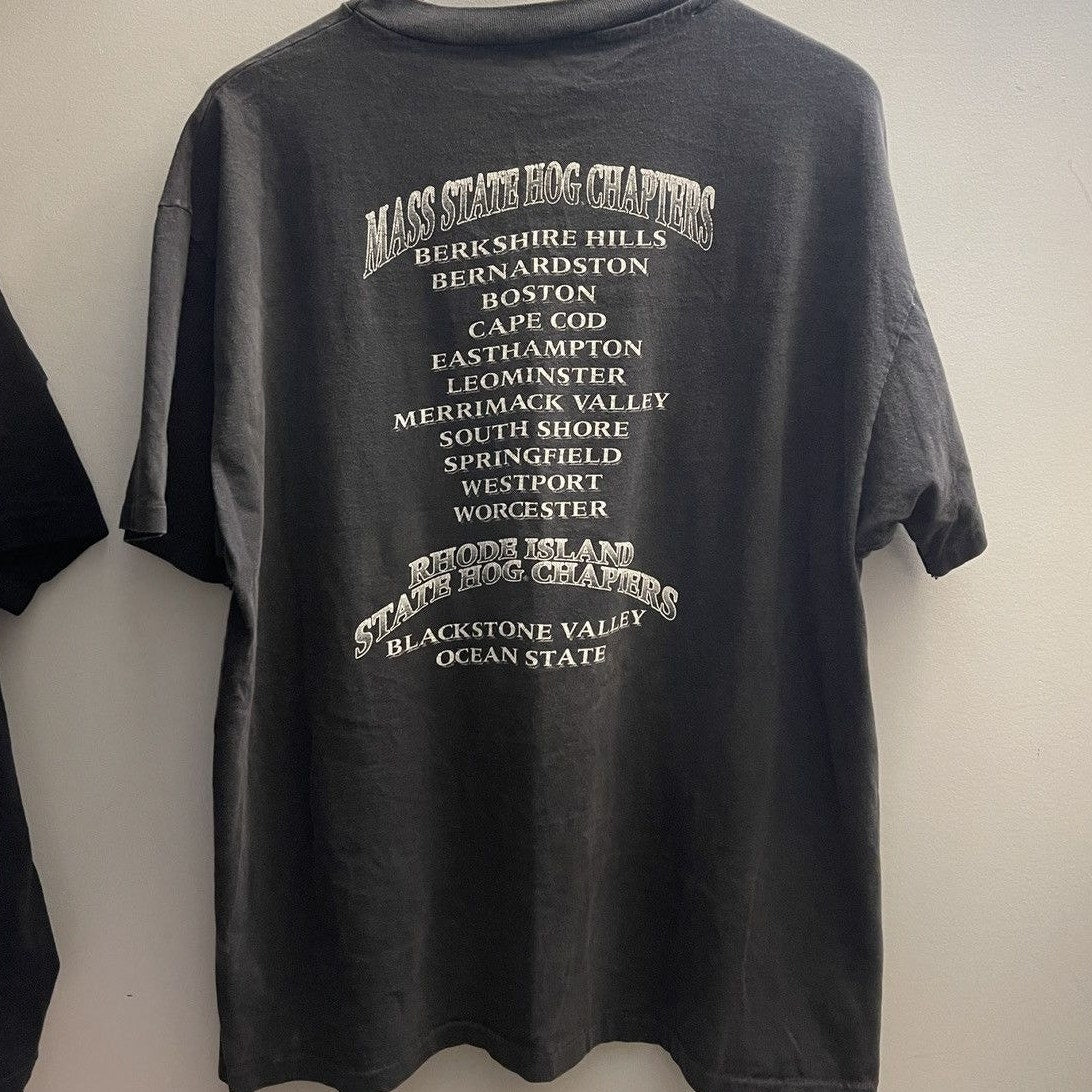 MASS STATE HOG CHAPTERS
BERKSHIRE HILLS
BERNARDSTON
BOSTON
CAPE COD
EASTHAMPTON
LEOMINSTER
MERRIMACK VALLEY
SOUTH SHORE
SPRINGFIELD
WESTPORT
WORCESTER
RHODE ISLAND
STATE HOG CHAPTERS
BLACKSTONE VALLEY
OCEAN STATE